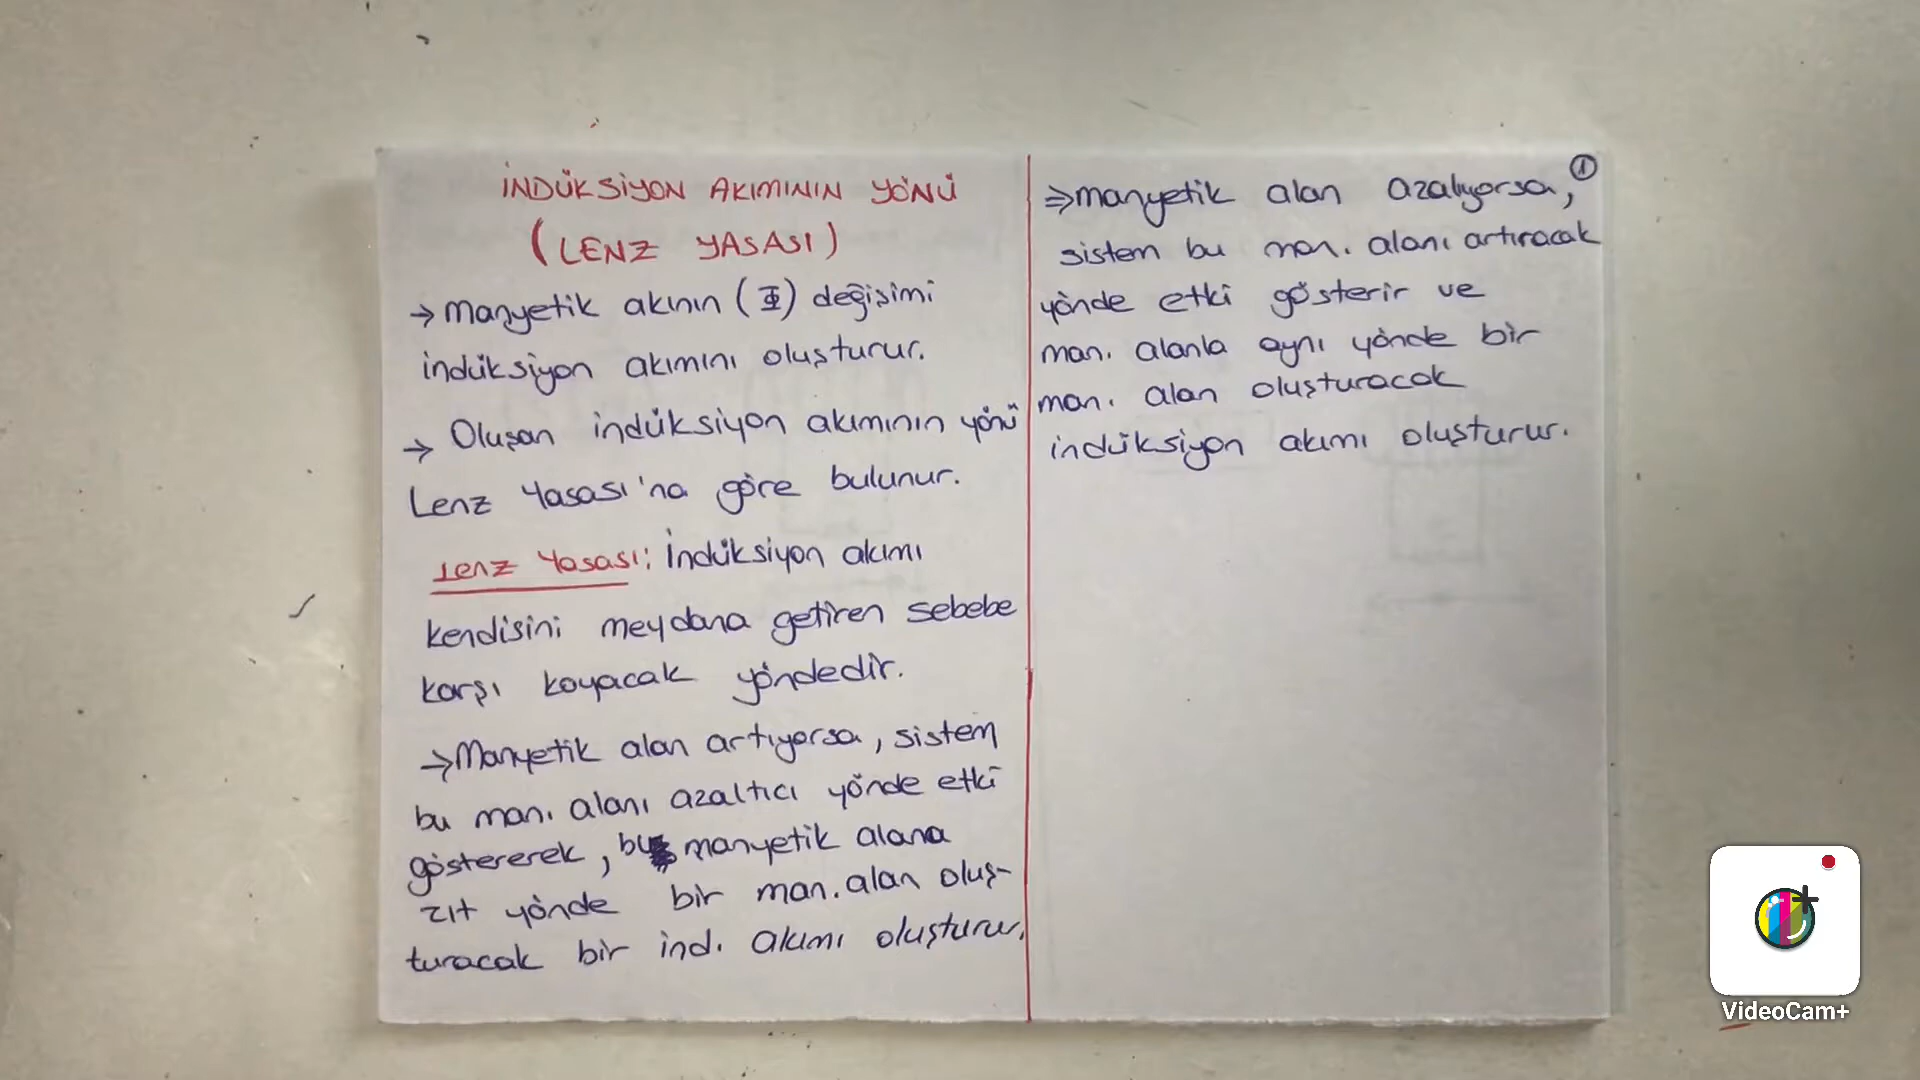 İNDÜKSİYON AKIMININ YÖNÜ
(LENZ YASASI)
→ Manyetik akının (Φ) değişimi
indüksiyon akımını oluşturur.
→ Oluşan indüksiyon akımının yönü
Lenz Yasası'na göre bulunur.
Lenz Yasası: İndüksiyon akımı
kendisini meydana getiren sebebe
karşı koyacak yöndedir.
→ Manyetik alan artıyorsa, sistem
bu man. alanı azaltıcı yönde etki
göstererek, bu manyetik alana
zıt yönde bir man. alan oluş-
turacak bir ind. akımı oluşturur.
①
⇒ manyetik alan azalıyorsa,
sistem bu man. alanı artıracak
yönde etki gösterir ve
man. alanla aynı yönde bir
man. alan oluşturacak
indüksiyon akımı oluşturur.
VideoCam+